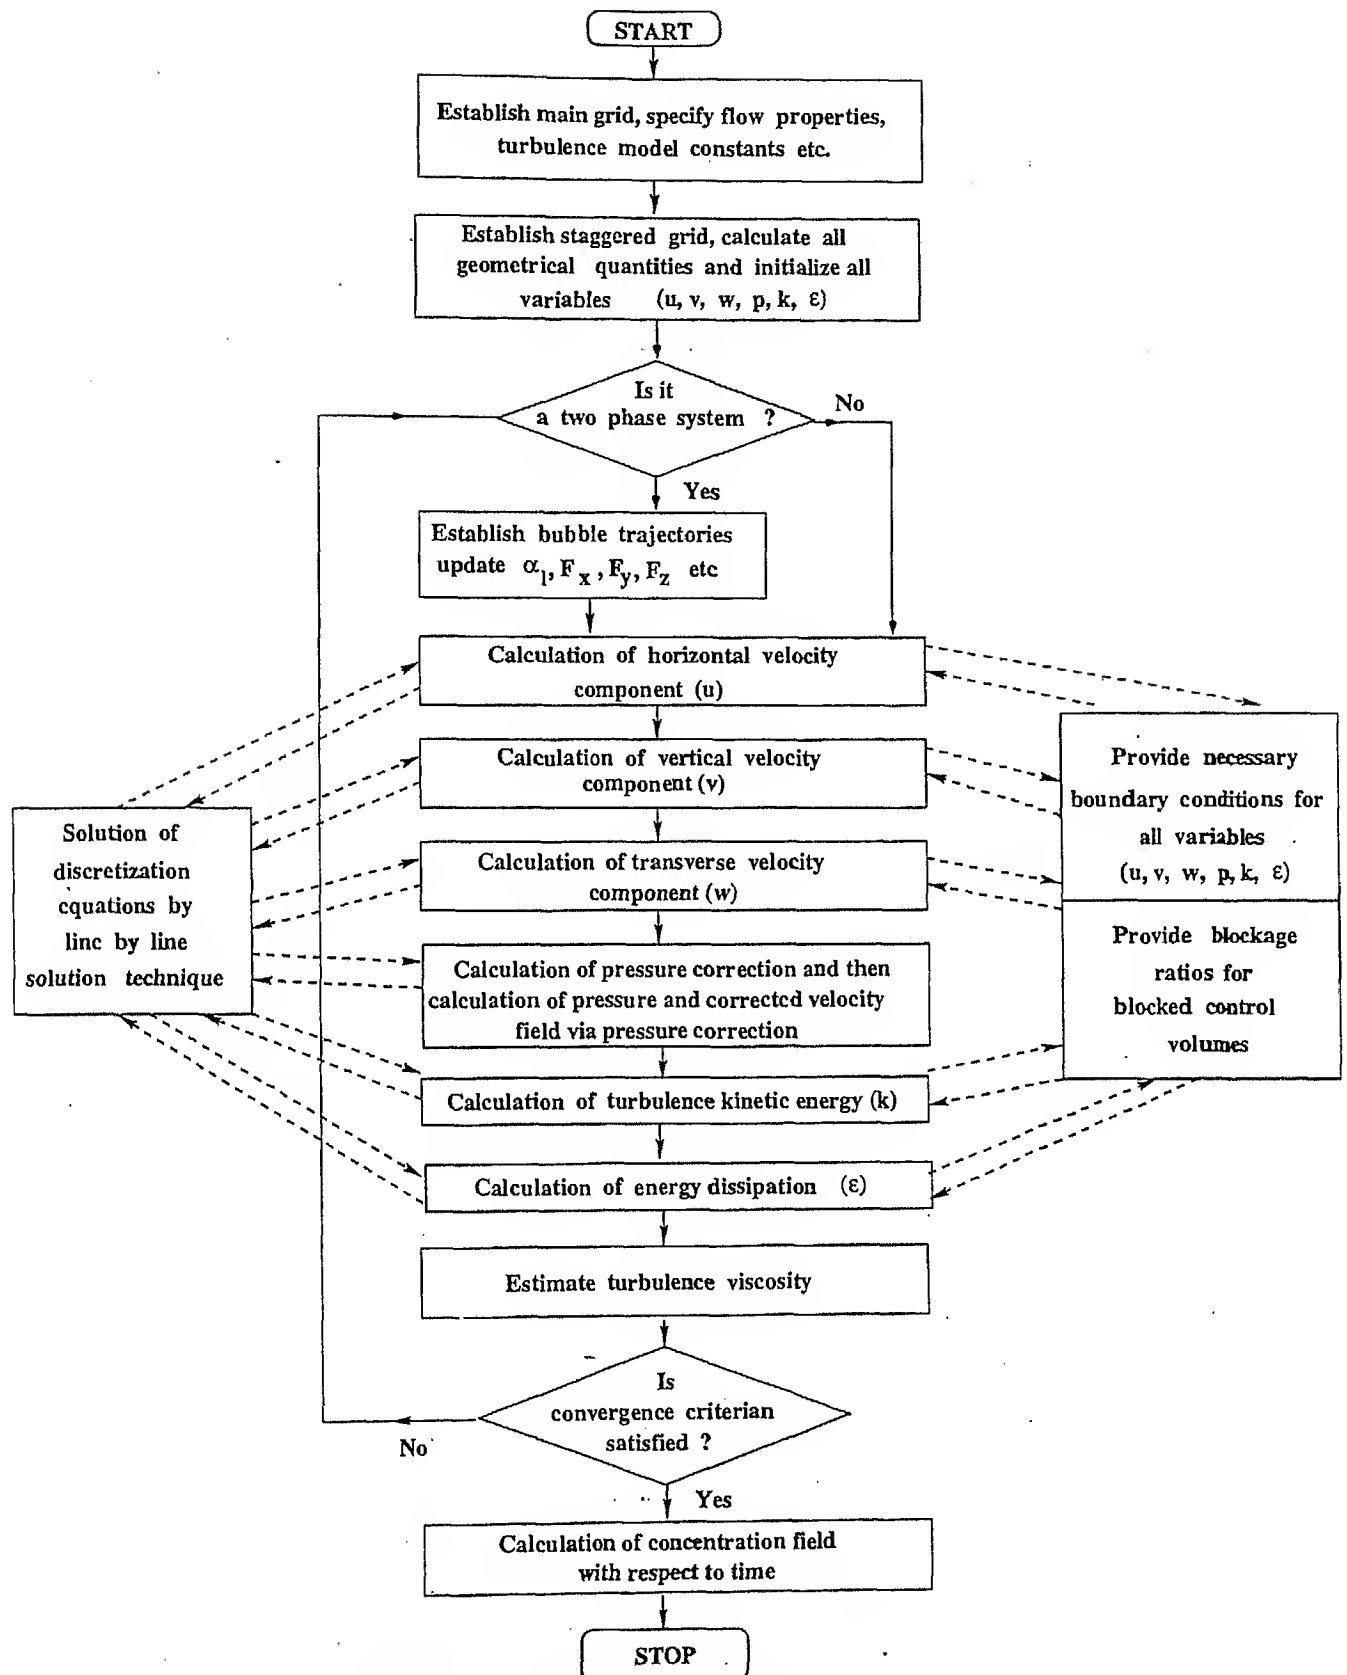 START
Establish main grid, specify flow properties,
turbulence model constants etc.
Establish staggered grid, calculate all
geometrical quantities and initialize all
variables (u, v, w, p, k, ε)
Is it
a two phase system ?
No
Yes
Establish bubble trajectories
update αl, Fx, Fy, Fz etc
Calculation of horizontal velocity
component (u)
Calculation of vertical velocity
component (v)
Calculation of transverse velocity
component (w)
Calculation of pressure correction and then
calculation of pressure and corrected velocity
field via pressure correction
Calculation of turbulence kinetic energy (k)
Calculation of energy dissipation (ε)
Estimate turbulence viscosity
Solution of
discretization
equations by
line by line
solution technique
Provide necessary
boundary conditions for
all variables
(u, v, w, p, k, ε)
Provide blockage
ratios for
blocked control
volumes
Is
convergence criterian
satisfied ?
No
Yes
Calculation of concentration field
with respect to time
STOP